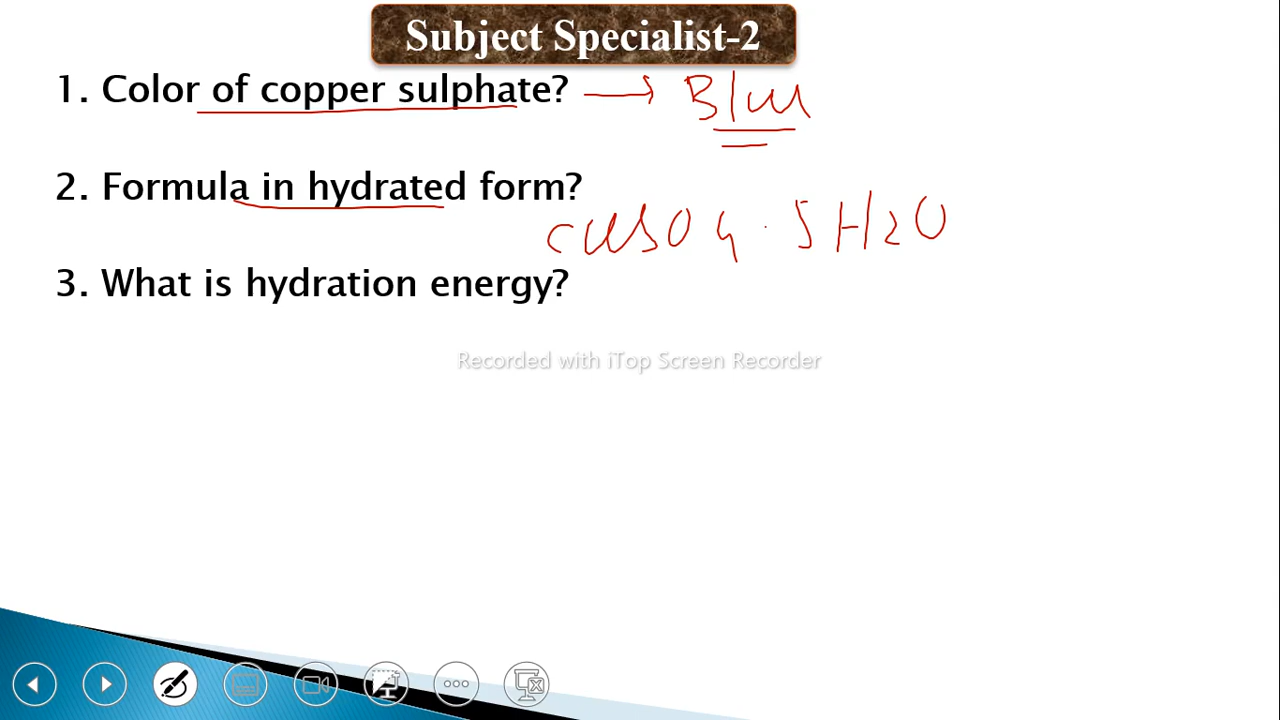 Subject Specialist-2
1. Color of copper sulphate? → Blue
2. Formula in hydrated form?
CuSO4·5H2O
3. What is hydration energy?
Recorded with iTop Screen Recorder